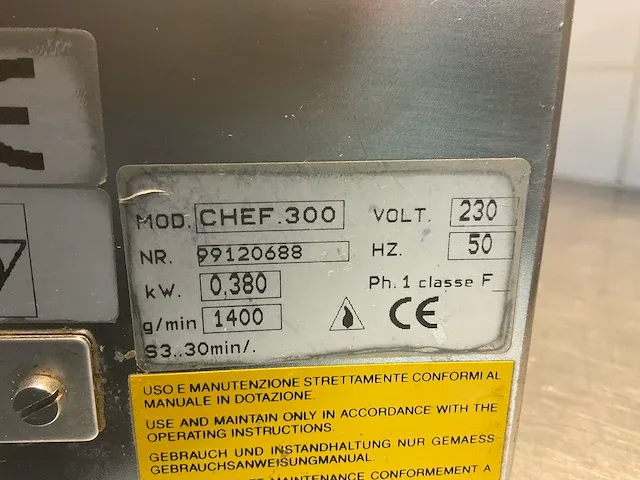 MOD. CHEF.300 VOLT. 230
NR. 99120688 HZ. 50
kW. 0,380 Ph. 1 classe F
g/min 1400 CE
S3..30min/.
USO E MANUTENZIONE STRETTAMENTE CONFORMI AL
MANUALE IN DOTAZIONE.
USE AND MAINTAIN ONLY IN ACCORDANCE WITH THE
OPERATING INSTRUCTIONS.
GEBRAUCH UND INSTANDHALTUNG NUR GEMAESS
GEBRAUCHSANWEISUNGMANUAL.
ET MAINTENANCE CONFORMEMENT A